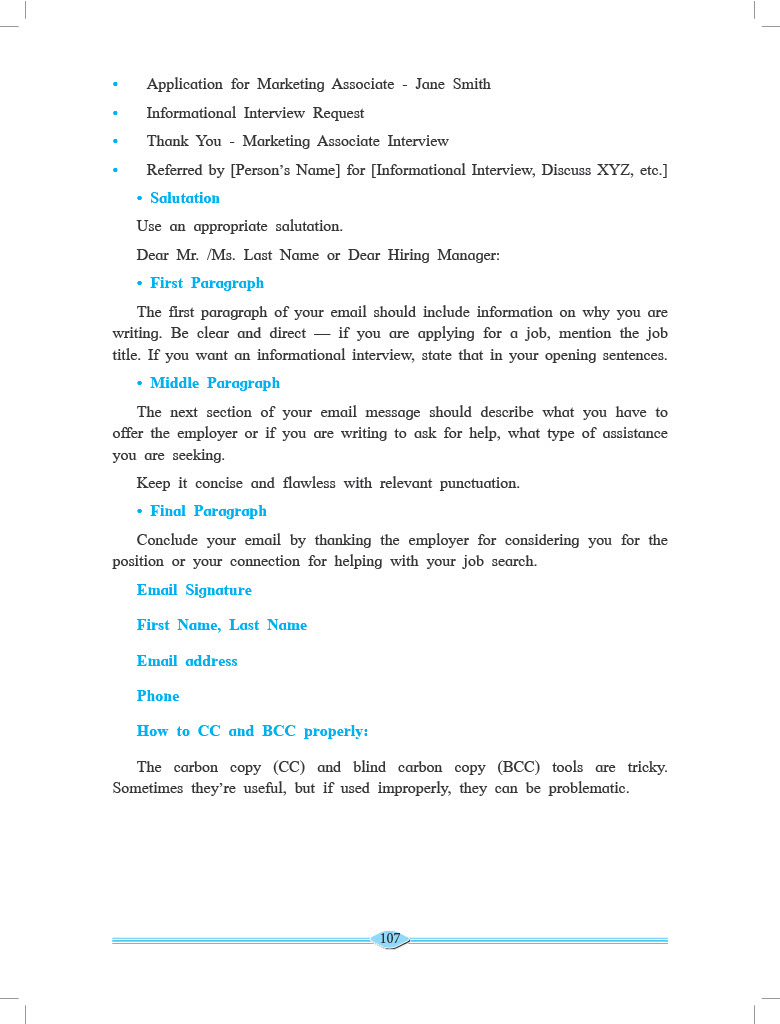 • Application for Marketing Associate - Jane Smith
• Informational Interview Request
• Thank You - Marketing Associate Interview
• Referred by [Person’s Name] for [Informational Interview, Discuss XYZ, etc.]
• Salutation
Use an appropriate salutation.
Dear Mr. /Ms. Last Name or Dear Hiring Manager:
• First Paragraph
The first paragraph of your email should include information on why you are
writing. Be clear and direct — if you are applying for a job, mention the job
title. If you want an informational interview, state that in your opening sentences.
• Middle Paragraph
The next section of your email message should describe what you have to
offer the employer or if you are writing to ask for help, what type of assistance
you are seeking.
Keep it concise and flawless with relevant punctuation.
• Final Paragraph
Conclude your email by thanking the employer for considering you for the
position or your connection for helping with your job search.
Email Signature
First Name, Last Name
Email address
Phone
How to CC and BCC properly:
The carbon copy (CC) and blind carbon copy (BCC) tools are tricky.
Sometimes they’re useful, but if used improperly, they can be problematic.
107